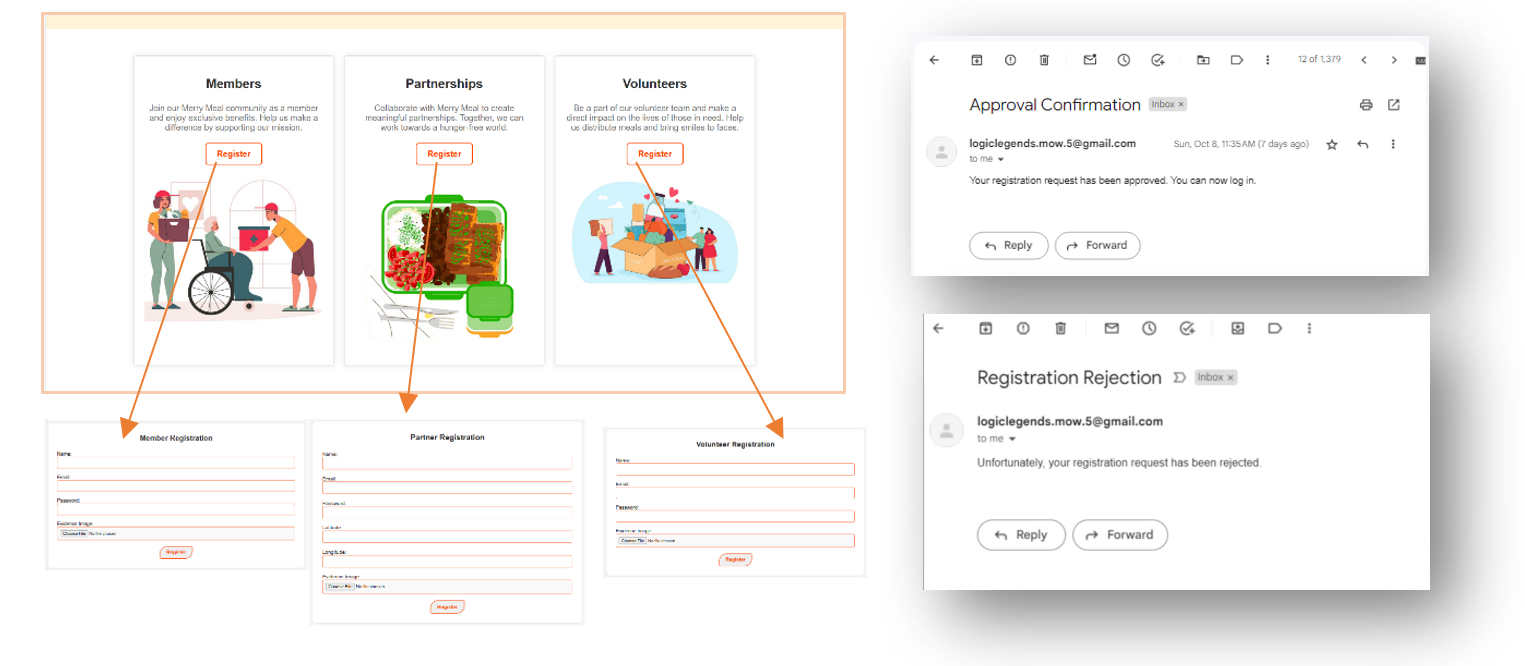 Members
Join our Merry Meal community as a member
and enjoy exclusive benefits. Help us make a
difference by supporting our mission.
Register
Partnerships
Collaborate with Merry Meal to create
meaningful partnerships. Together, we can
work towards a hunger-free world.
Register
Volunteers
Be a part of our volunteer team and make a
direct impact on the lives of those in need. Help
us distribute meals and bring smiles to faces.
Register
Member Registration
Name:
Email:
Password:
Evidence Image:
Choose File No file chosen
Register
Partner Registration
Name:
Email:
Password:
Latitude:
Longitude:
Evidence Image:
Choose File No file chosen
Register
Volunteer Registration
Name:
Email:
Password:
Evidence Image:
Choose File No file chosen
Register
12 of 1,379
Approval Confirmation Inbox ×
logiclegends.mow.5@gmail.com Sun, Oct 8, 11:35 AM (7 days ago)
to me
Your registration request has been approved. You can now log in.
Reply Forward
Registration Rejection Inbox ×
logiclegends.mow.5@gmail.com
to me
Unfortunately, your registration request has been rejected.
Reply Forward